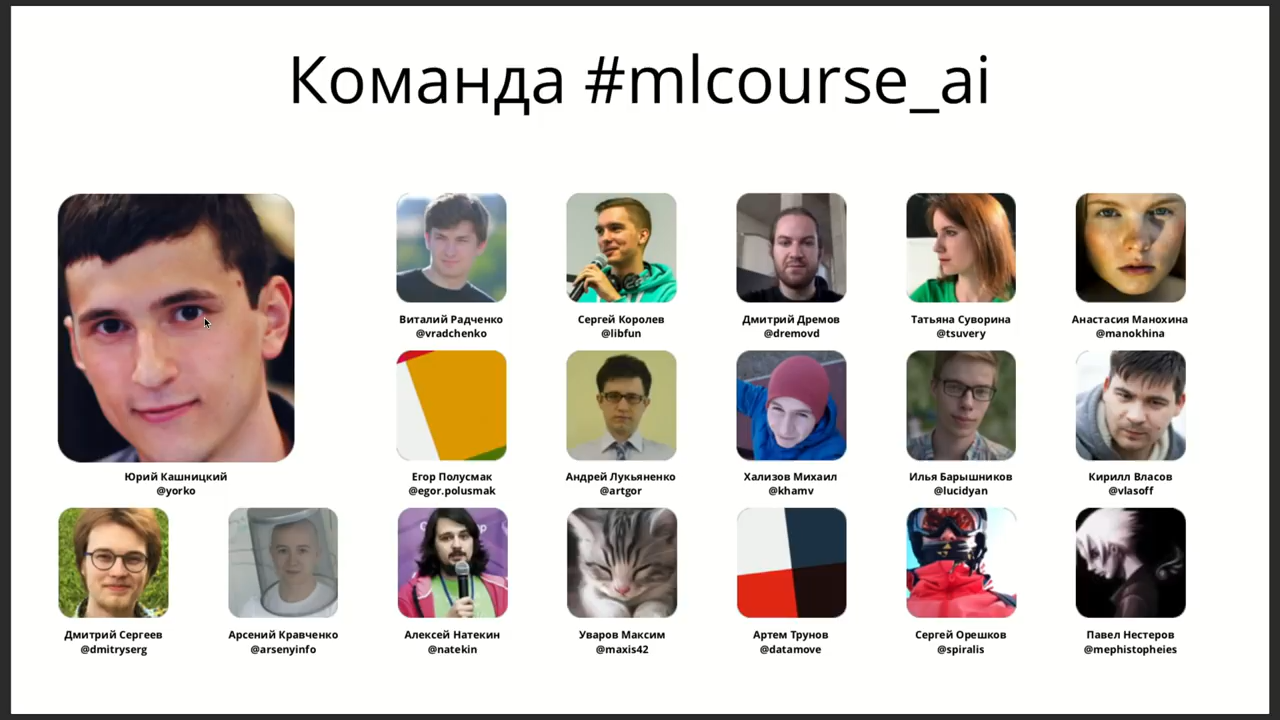 Команда #mlcourse_ai
Юрий Кашницкий
@yorko
Виталий Радченко
@vradchenko
Сергей Королев
@libfun
Дмитрий Дремов
@dremovd
Татьяна Суворина
@tsuvery
Анастасия Манохина
@manokhina
Егор Полусмак
@egor.polusmak
Андрей Лукьяненко
@artgor
Хализов Михаил
@khamv
Илья Барышников
@lucidyan
Кирилл Власов
@vlasoff
Дмитрий Сергеев
@dmitryserg
Арсений Кравченко
@arsenyinfo
Алексей Натекин
@natekin
Уваров Максим
@maxis42
Артем Трунов
@datamove
Сергей Орешков
@spiralis
Павел Нестеров
@mephistopheies